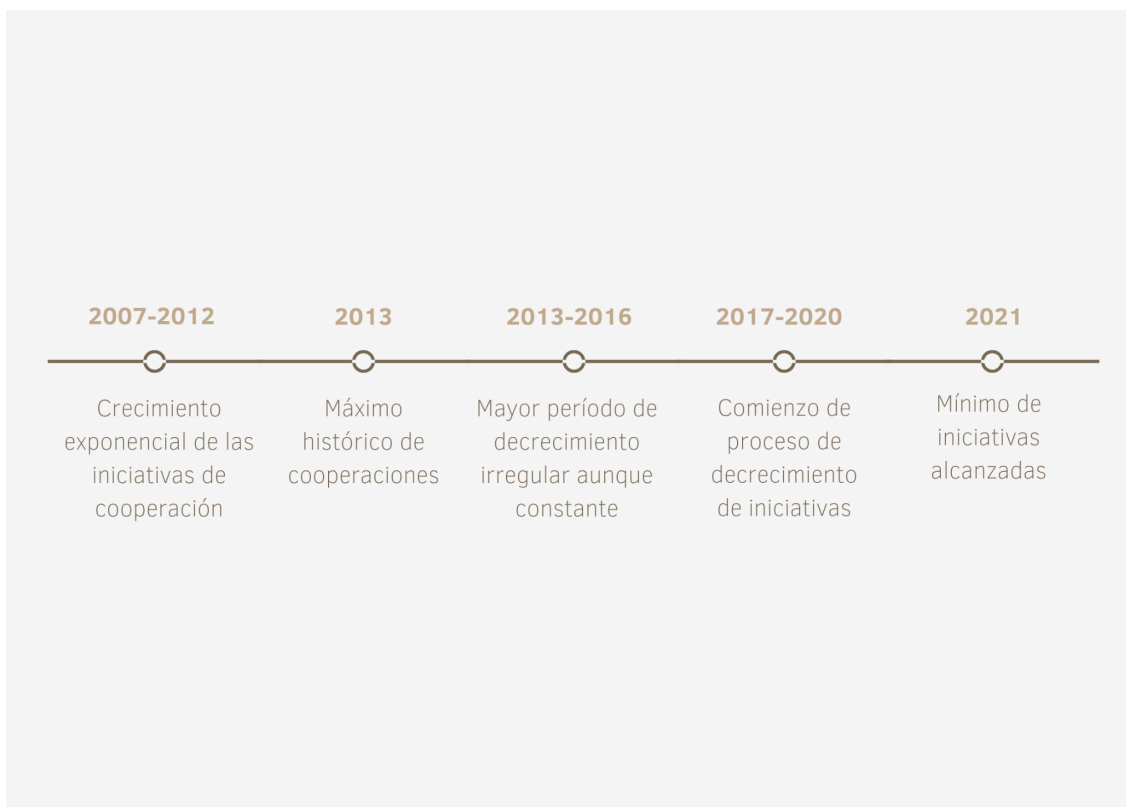 2007-2012
Crecimiento
exponencial de las
iniciativas de
cooperación
2013
Máximo
histórico de
cooperaciones
2013-2016
Mayor período de
decrecimiento
irregular aunque
constante
2017-2020
Comienzo de
proceso de
decrecimiento
de iniciativas
2021
Mínimo de
iniciativas
alcanzadas